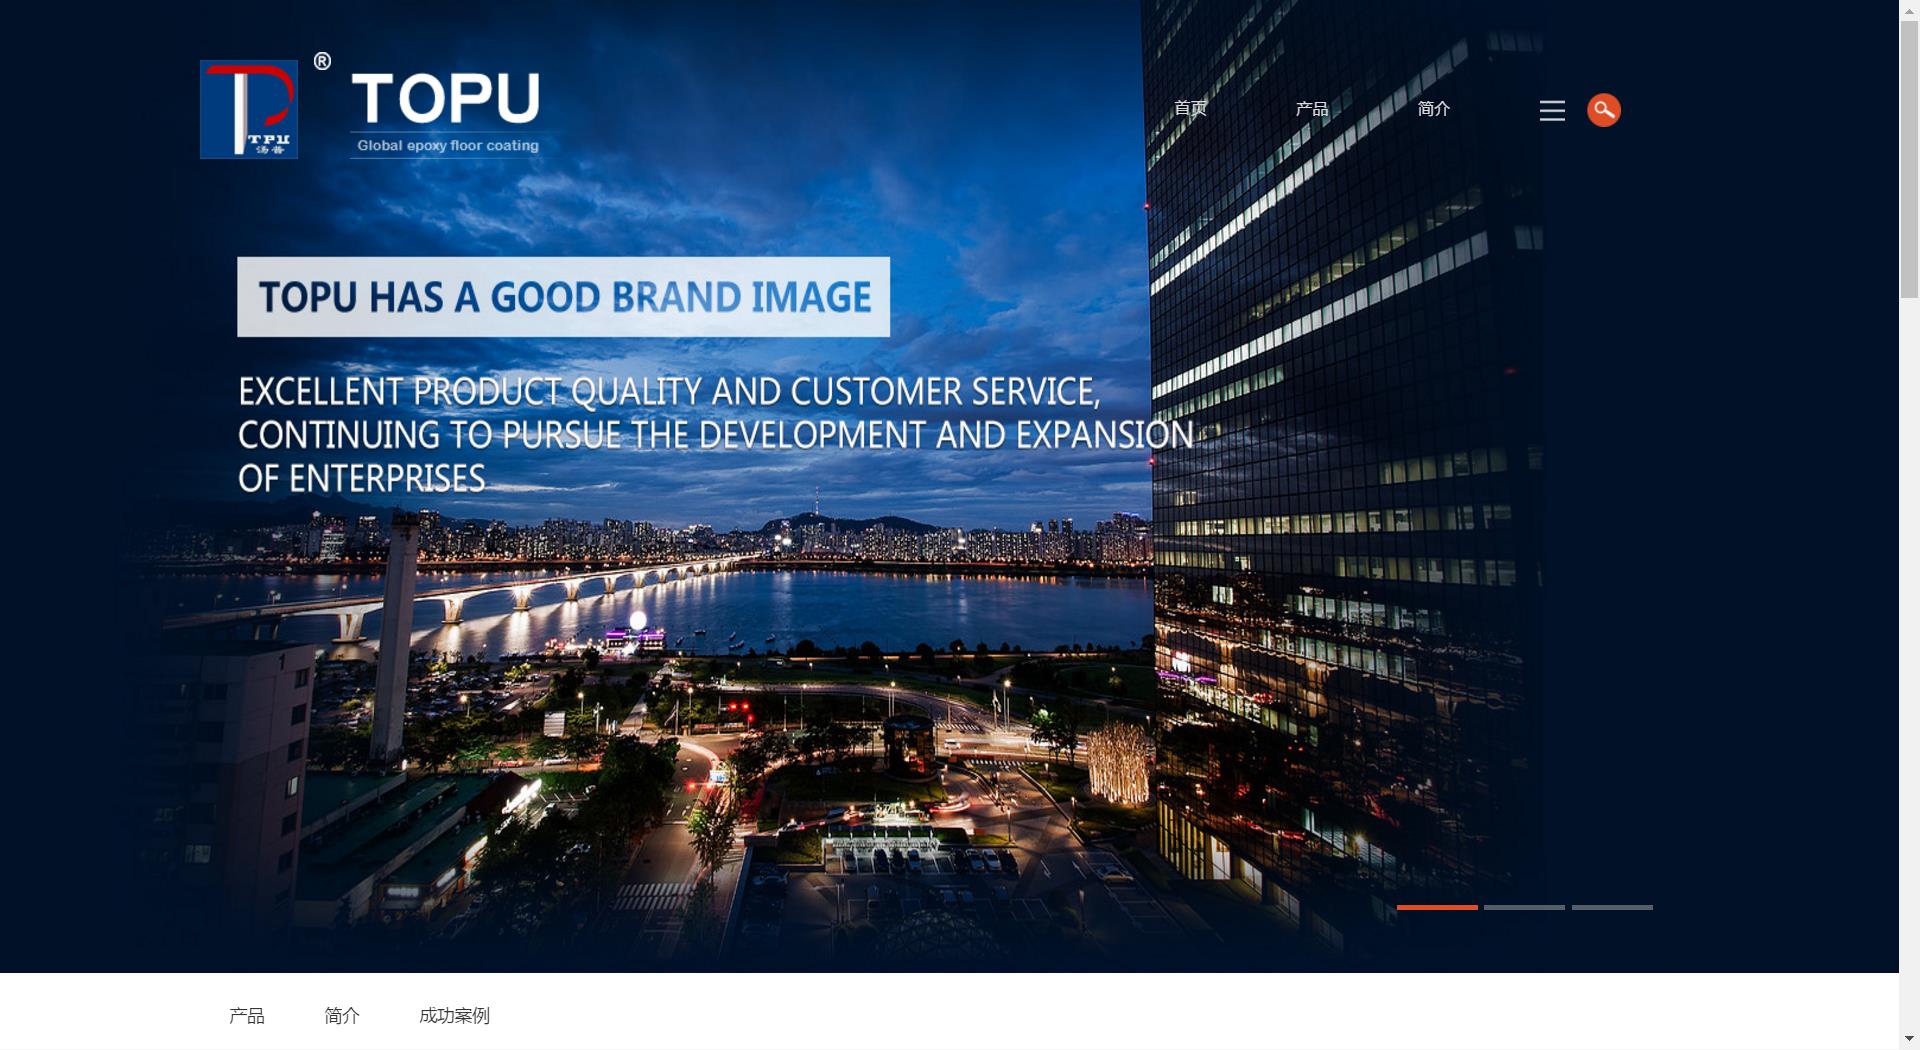 ®
TOPU
TPU
汤普
Global epoxy floor coating
首页
产品
简介
TOPU HAS A GOOD BRAND IMAGE
EXCELLENT PRODUCT QUALITY AND CUSTOMER SERVICE,
CONTINUING TO PURSUE THE DEVELOPMENT AND EXPANSION
OF ENTERPRISES
1
产品
简介
成功案例